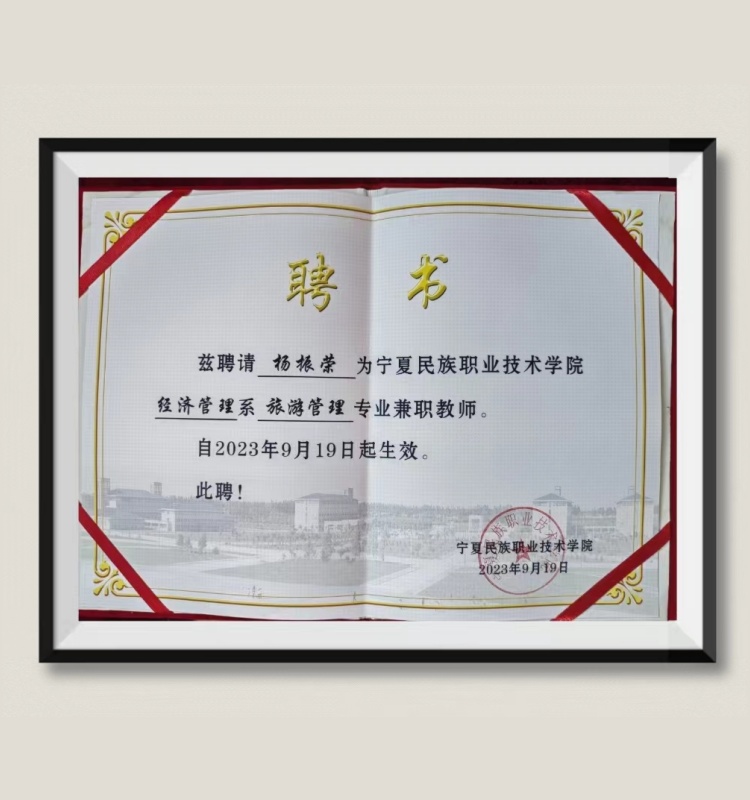 聘书
兹聘请 杨振荣 为宁夏民族职业技术学院
经济管理系 旅游管理 专业兼职教师。
自2023年9月19日起生效。
此聘!
宁夏民族职业技术学院
2023年9月19日